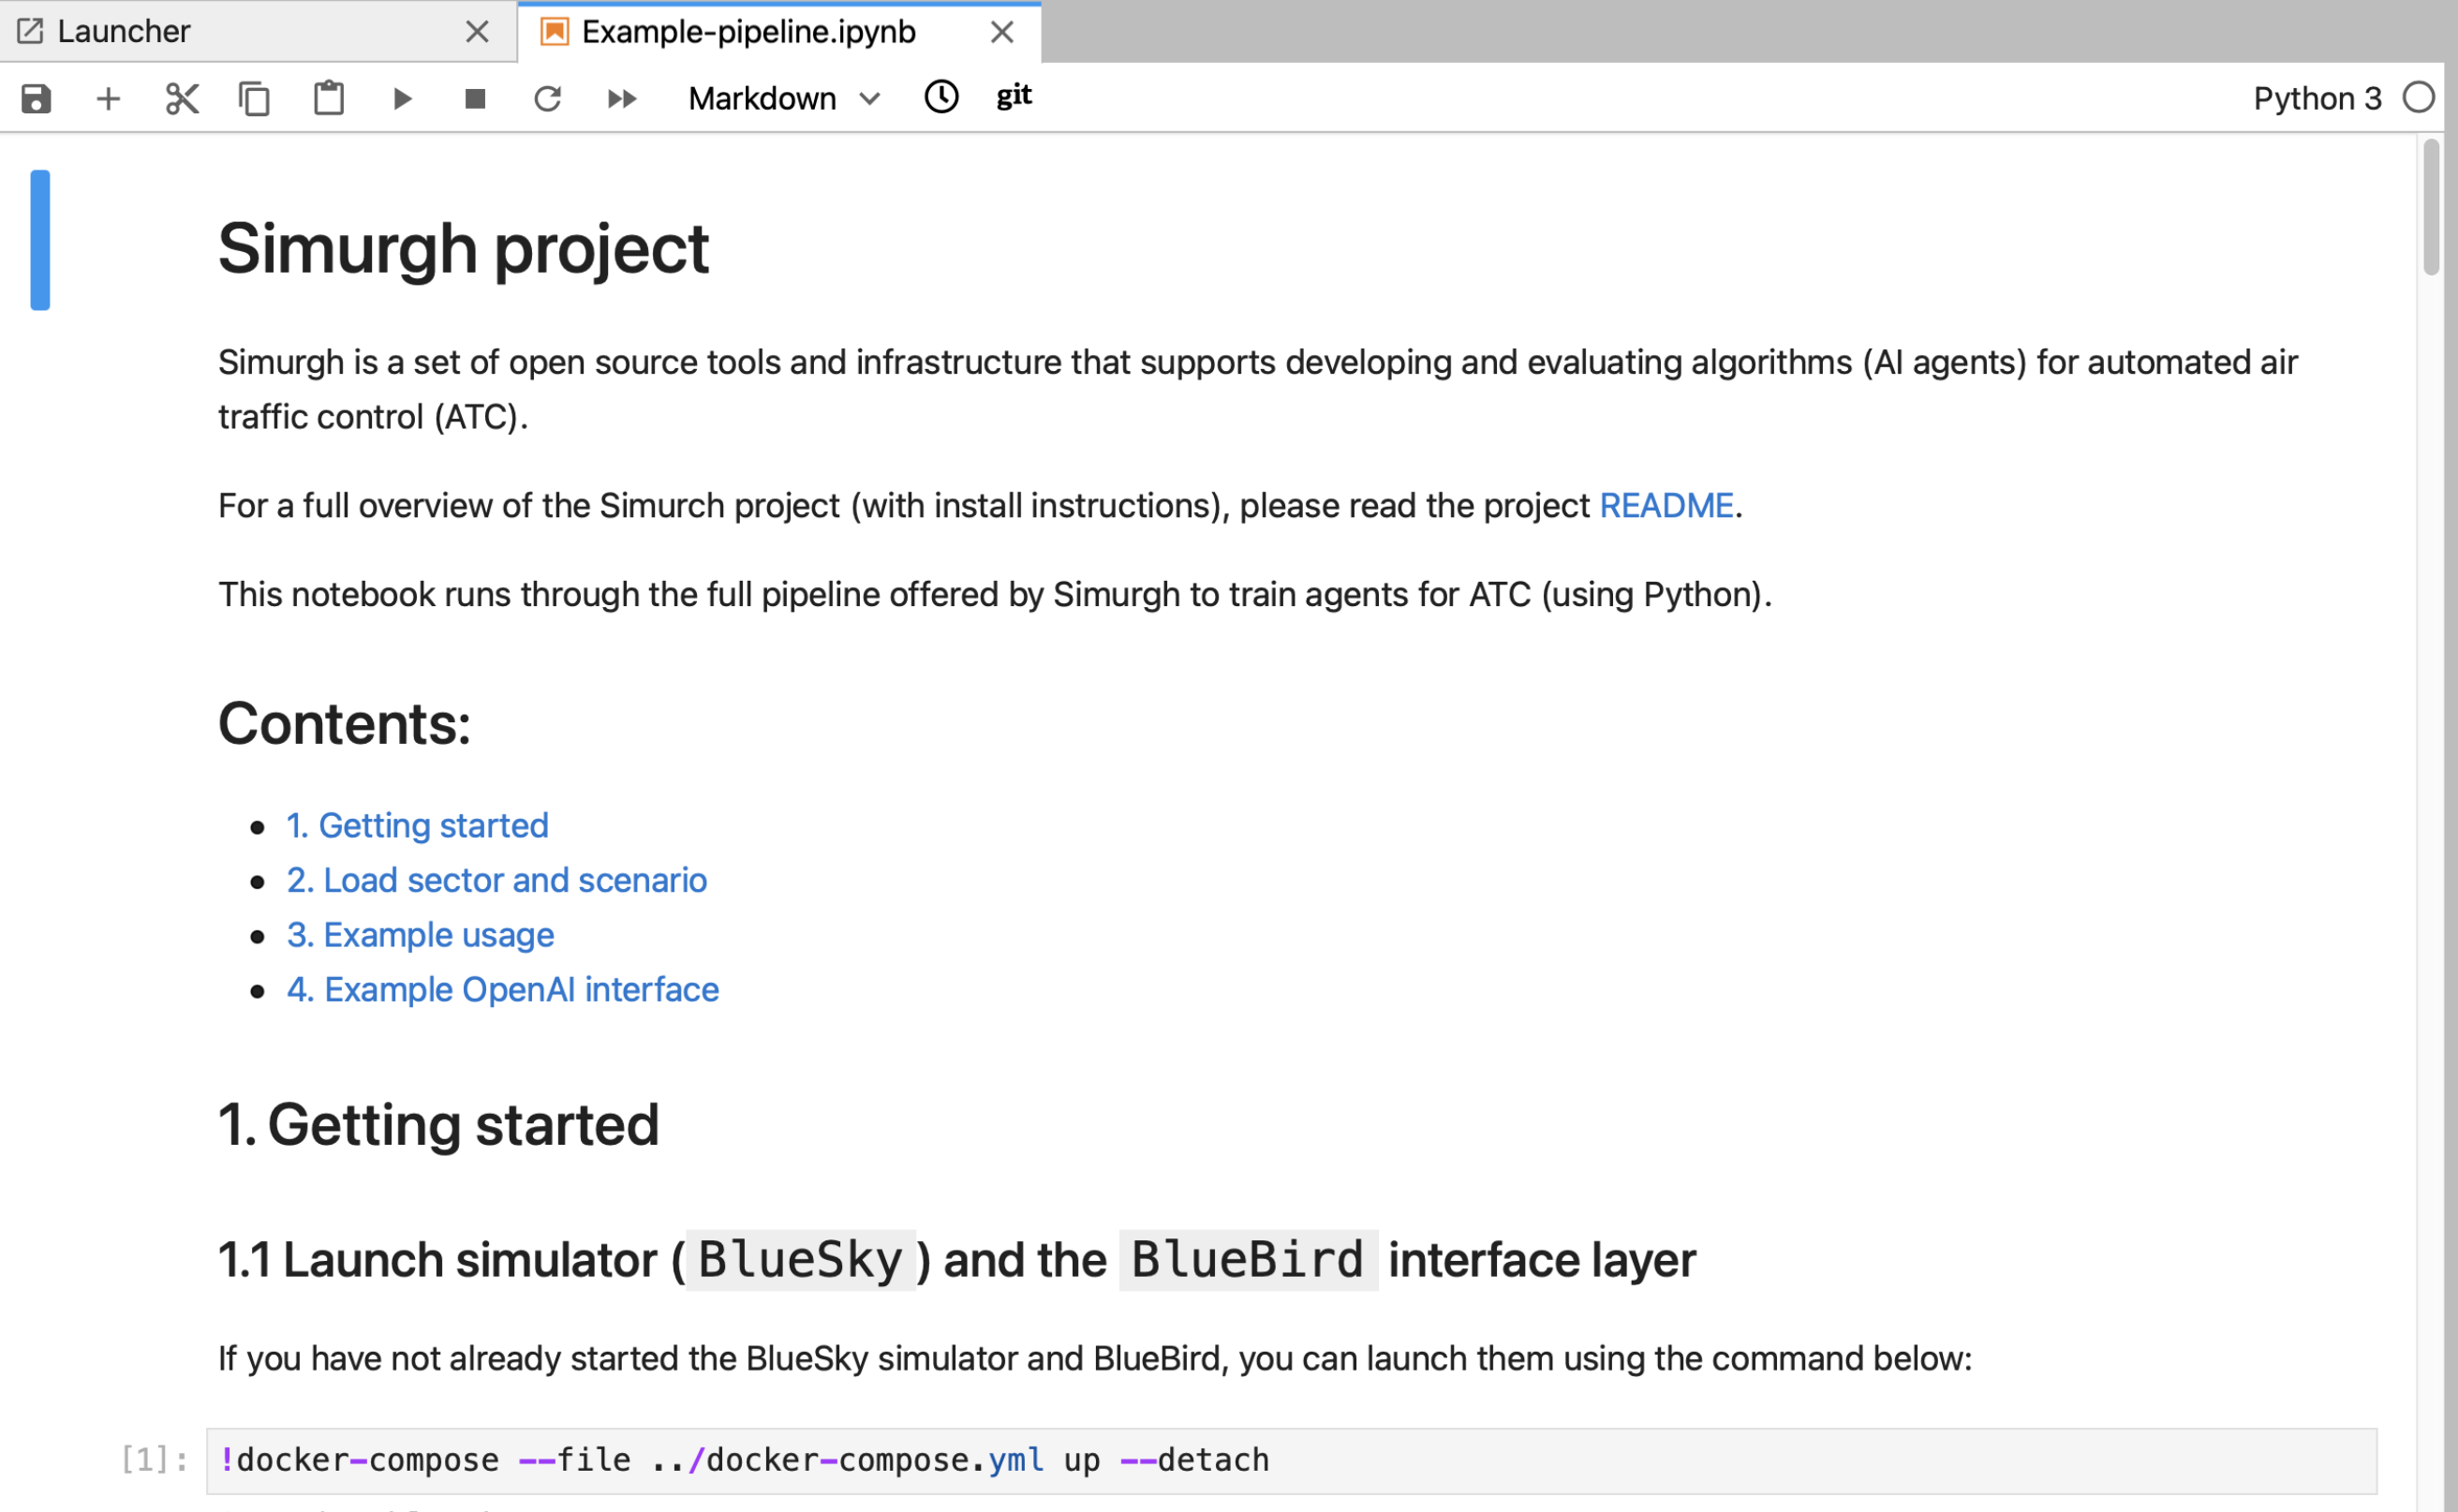 Launcher
Example-pipeline.ipynb
Markdown
git
Python 3
Simurgh project
Simurgh is a set of open source tools and infrastructure that supports developing and evaluating algorithms (AI agents) for automated air
traffic control (ATC).
For a full overview of the Simurch project (with install instructions), please read the project README.
This notebook runs through the full pipeline offered by Simurgh to train agents for ATC (using Python).
Contents:
1. Getting started
2. Load sector and scenario
3. Example usage
4. Example OpenAI interface
1. Getting started
1.1 Launch simulator (BlueSky) and the BlueBird interface layer
If you have not already started the BlueSky simulator and BlueBird, you can launch them using the command below:
[1]: !docker-compose --file ../docker-compose.yml up --detach